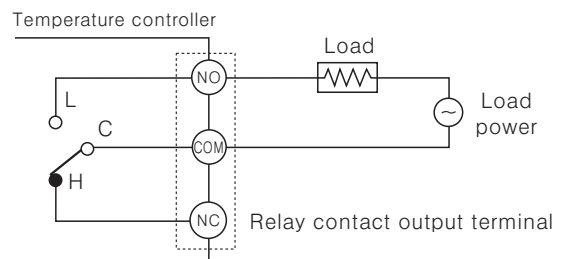 Temperature controller
Load
NO
L
Load
power
C
COM
H
NC
Relay contact output terminal